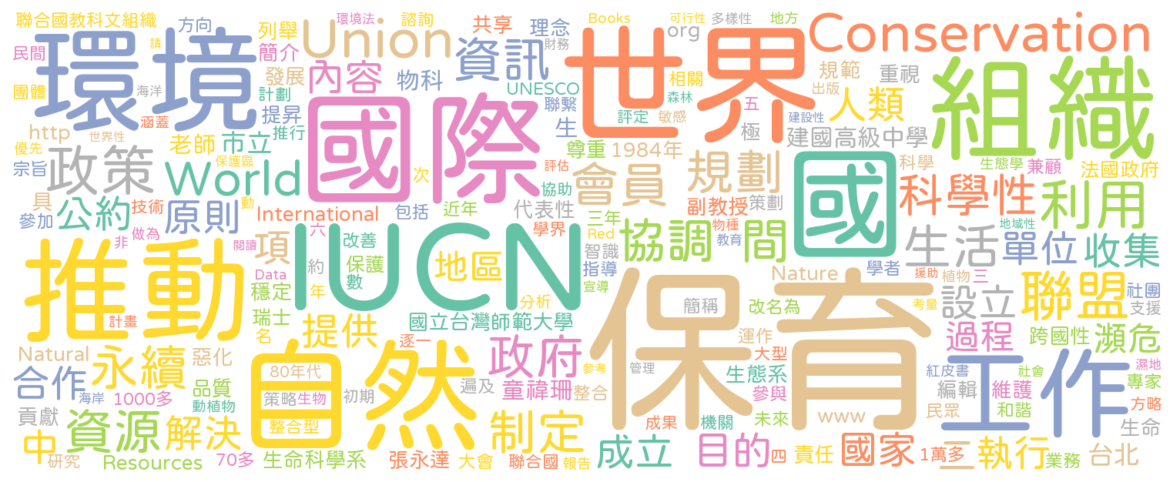 聯合國教科文組織
方向
環境法
諮詢
共享
理念
Books
可行性
多樣性
地方
Conservation
民間
請
列舉
簡介
Union
財務
org
環境
資訊
世界
組織
內容
物科
發展
計劃
UNESCO
相關
規範
重視
出版
人類
團體
海洋
涵蓋
提昇
聯繫
森林
五
評定
敏感
建設性
http
世界性
老師
市立
推行
國際
生
尊重
1984年
極
建國高級中學
優先
宗旨
保護區
政策
World
評估
次
協助
會員
規劃
國
科學
生態學
兼顧
法國政府
具
參加
公約
技術
動
原則
International
包括
近年
代表性
三年
副教授
策劃
科學性
利用
非
做為
閱讀
項
六
改善
學界
Red
物種
協調
間
地域性
生活
單位
收集
推動
IUCN
地區
智識
指導
教育
Data
約
保護
數
穩定
年
分析
宣導
Nature
學者
援助
植物
三
聯盟
社團
支援
計畫
瑞士
名
提供
國立台灣師範大學
簡稱
改名為
保育
考量
設立
逐一
過程
跨國性
瀕危
Natural
永續
惡化
自然
政府
參考
管理
運作
大型
工作
濕地
合作
海岸
1000多
品質
動植物
80年代
策略
生物
初期
遍及
童禕珊
整合
生態系
參與
紅皮書
社會
編輯
維護
專家
貢獻
整合型
制定
成果
機關
未來
www
民眾
和諧
方略
生命
中
資源
解決
成立
目的
四
責任
國家
1萬多
二
執行
業務
台北
研究
Resources
70多
生命科學系
張永達
大會
聯合國
報告